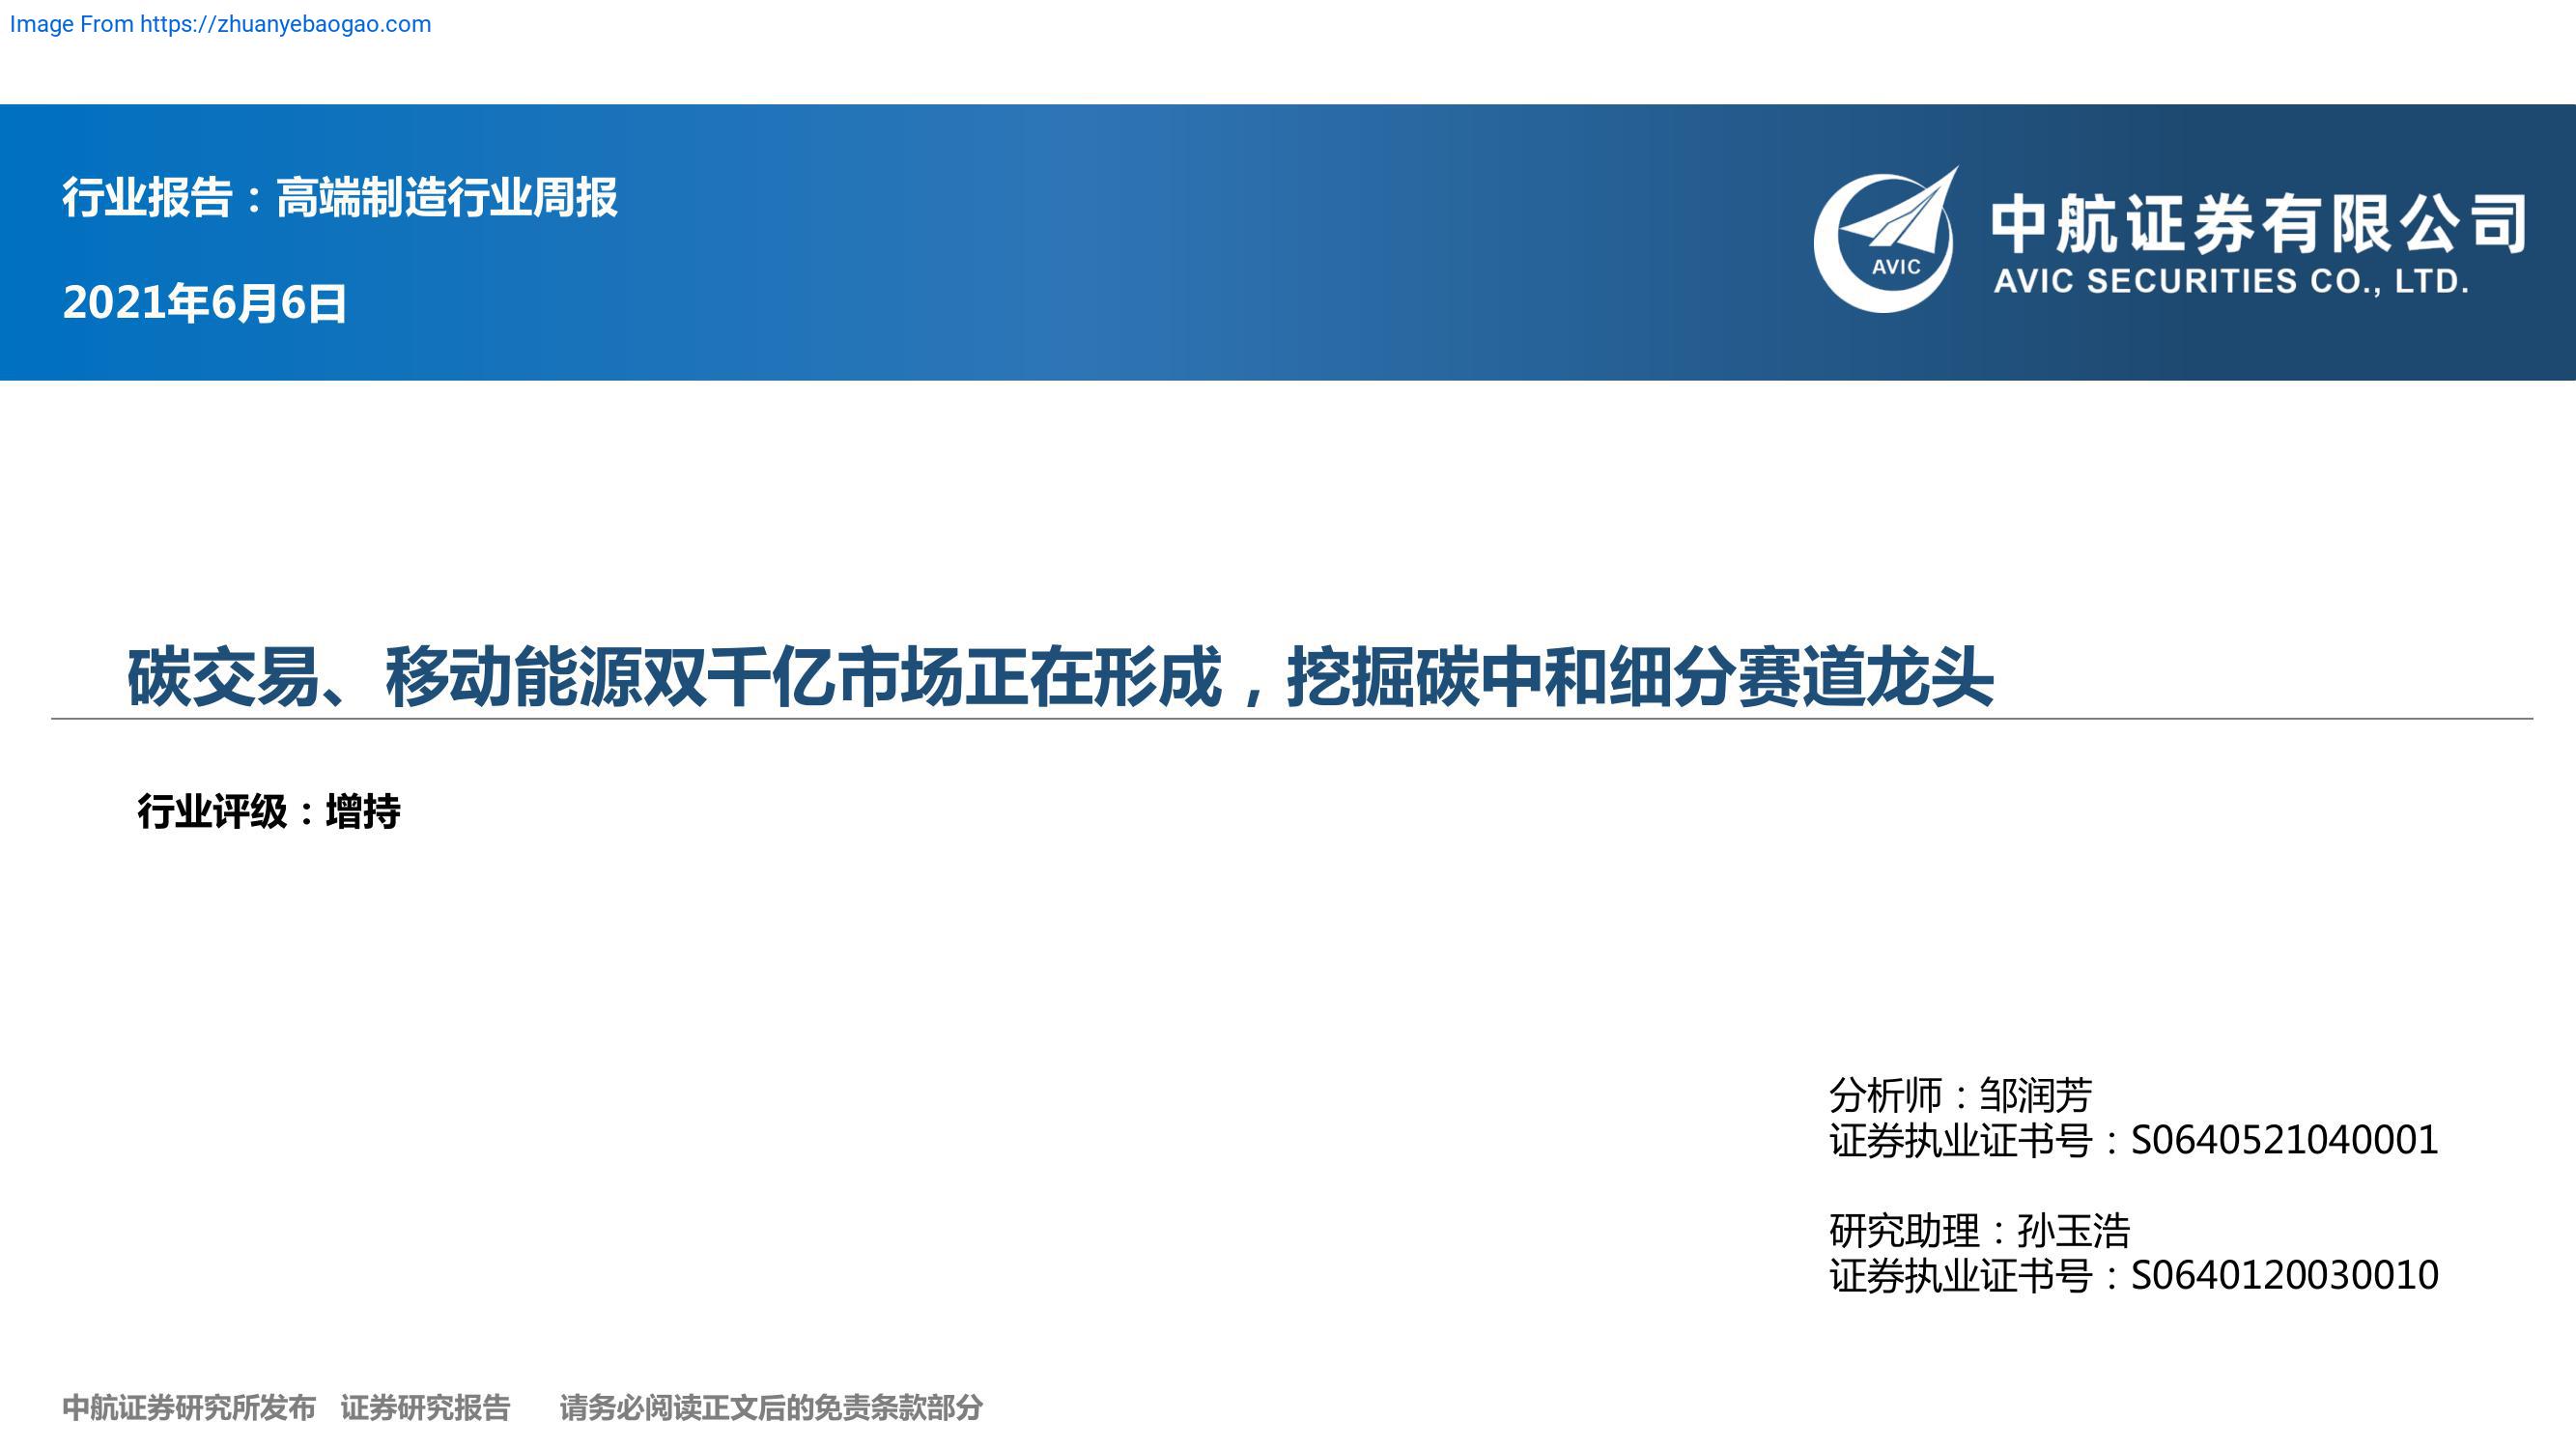 Image From https://zhuanyebaogao.com
行业报告：高端制造行业周报
2021年6月6日
AVIC
中航证券有限公司
AVIC SECURITIES CO., LTD.
碳交易、移动能源双千亿市场正在形成，挖掘碳中和细分赛道龙头
行业评级：增持
分析师：邹润芳
证券执业证书号：S0640521040001
研究助理：孙玉浩
证券执业证书号：S0640120030010
中航证券研究所发布 证券研究报告 请务必阅读正文后的免责条款部分